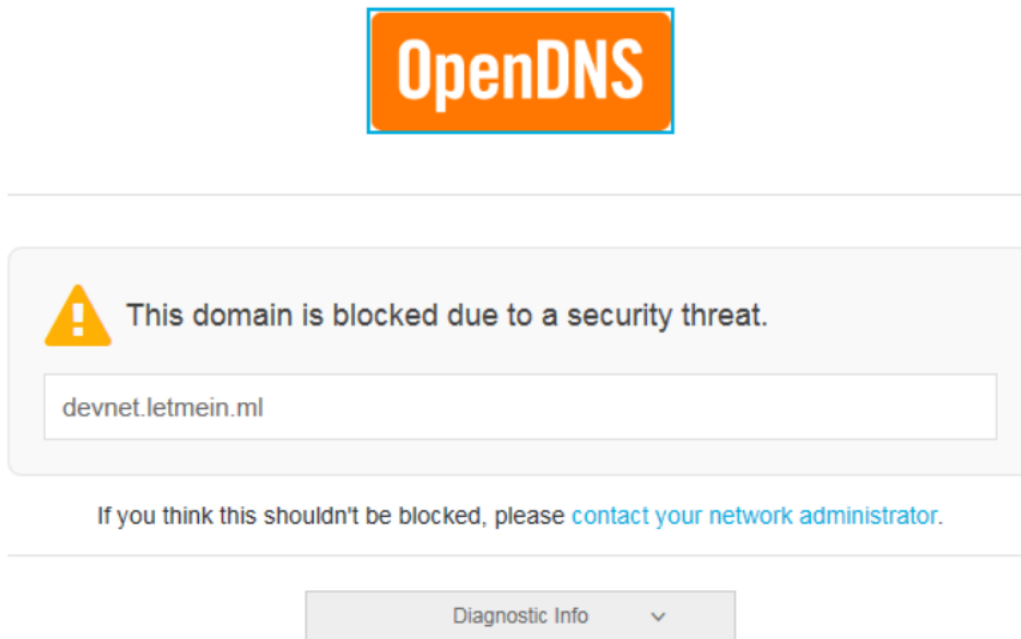 OpenDNS
This domain is blocked due to a security threat.
devnet.letmein.ml
If you think this shouldn't be blocked, please contact your network administrator.
Diagnostic Info